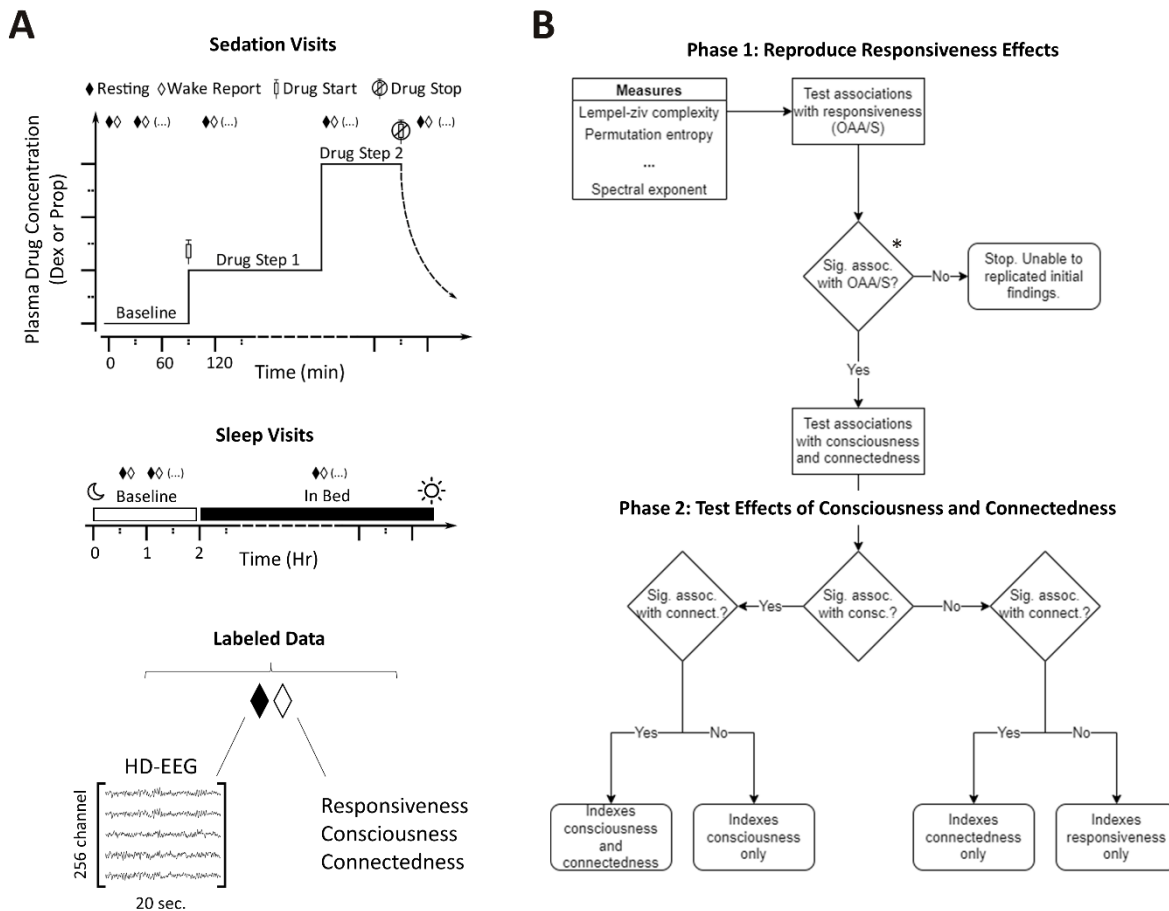 A
Sedation Visits
Resting Wake Report Drug Start Drug Stop
(...) (...) (...) (...)
Plasma Drug Concentration
(Dex or Prop)
Drug Step 2
Drug Step 1
Baseline
0 60 120
Time (min)
Sleep Visits
(...) (...)
Baseline In Bed
0 1 2
Time (Hr)
Labeled Data
HD-EEG
256 channel
20 sec.
Responsiveness
Consciousness
Connectedness
B
Phase 1: Reproduce Responsiveness Effects
Measures
Lempel-ziv complexity
Permutation entropy
...
Spectral exponent
Test associations
with responsiveness
(OAA/S)
*
Sig. assoc.
with OAA/S?
No
Stop. Unable to
replicated initial
findings.
Yes
Test associations
with consciousness
and connectedness
Phase 2: Test Effects of Consciousness and Connectedness
Sig. assoc.
with connect.?
Yes
Sig. assoc.
with consc.?
No
Sig. assoc.
with connect.?
Yes No Yes No
Indexes
consciousness
and
connectedness
Indexes
consciousness
only
Indexes
connectedness
only
Indexes
responsiveness
only